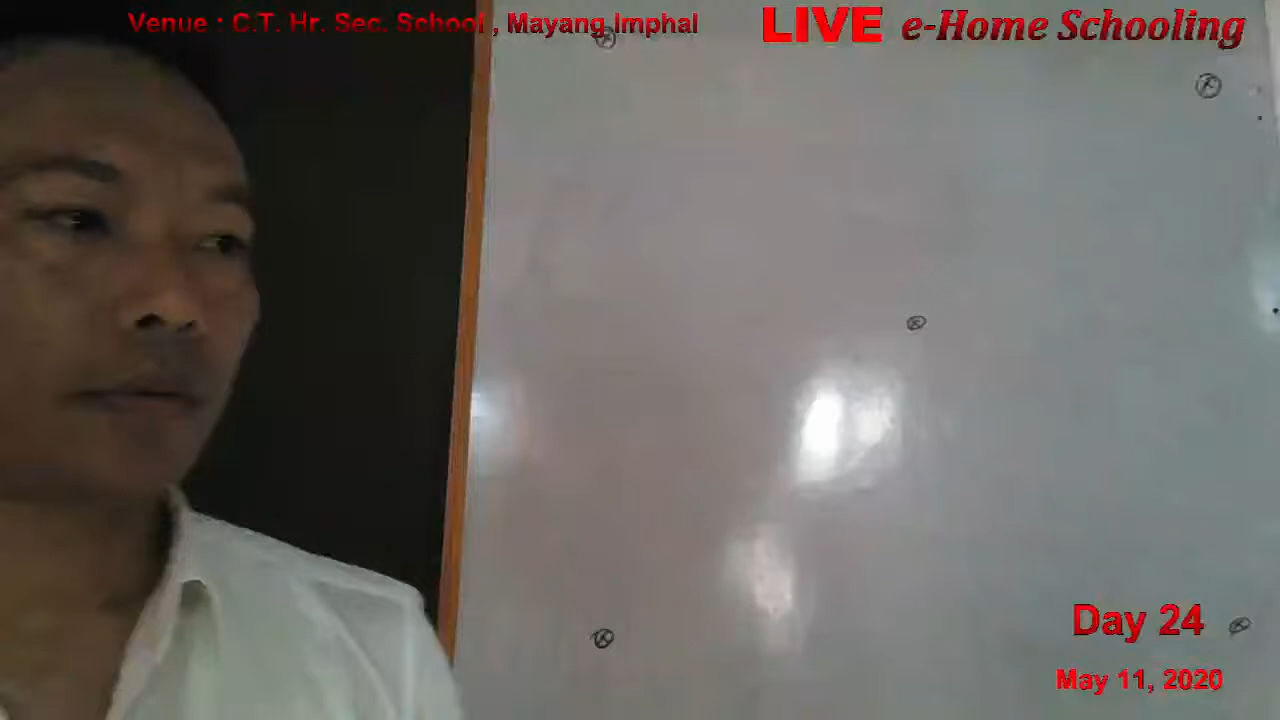 Venue : C.T. Hr. Sec. School , Mayang Imphal
LIVE e-Home Schooling
Day 24
May 11, 2020